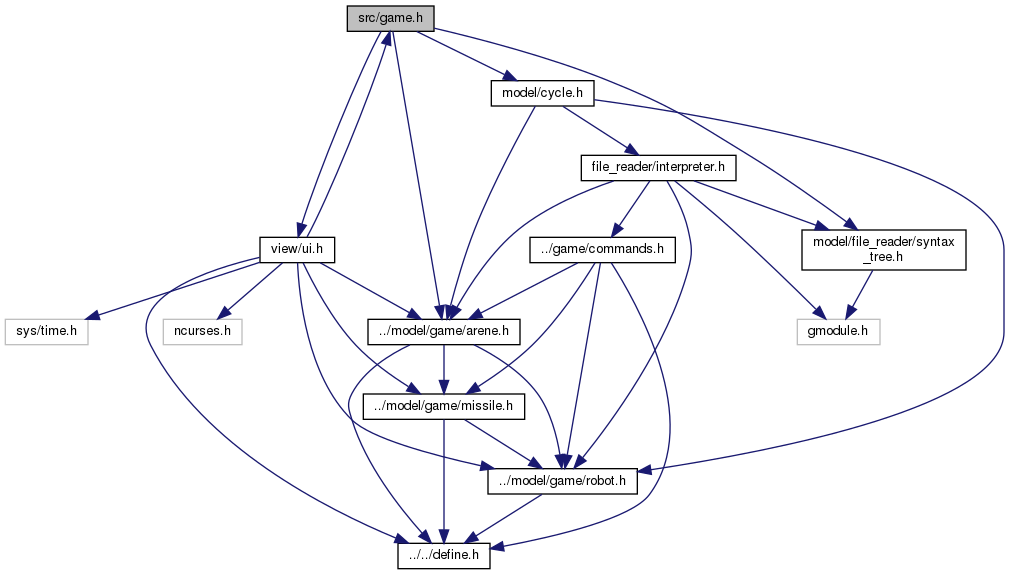 src/game.h
model/cycle.h
file_reader/interpreter.h
view/ui.h
../game/commands.h
model/file_reader/syntax
_tree.h
sys/time.h
ncurses.h
../model/game/arene.h
gmodule.h
../model/game/missile.h
../model/game/robot.h
../../define.h